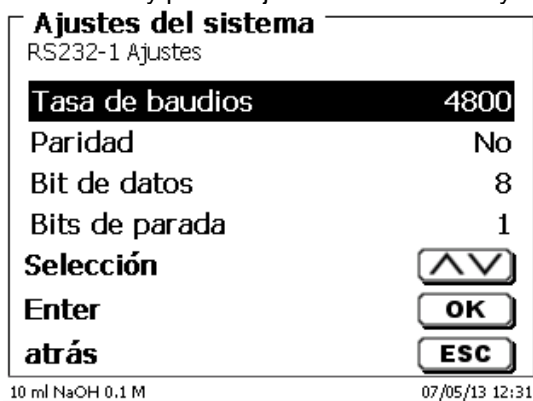 Ajustes del sistema
RS232-1 Ajustes
Tasa de baudios 4800
Paridad No
Bit de datos 8
Bits de parada 1
Selección
Enter OK
atrás ESC
10 ml NaOH 0.1 M 07/05/13 12:31